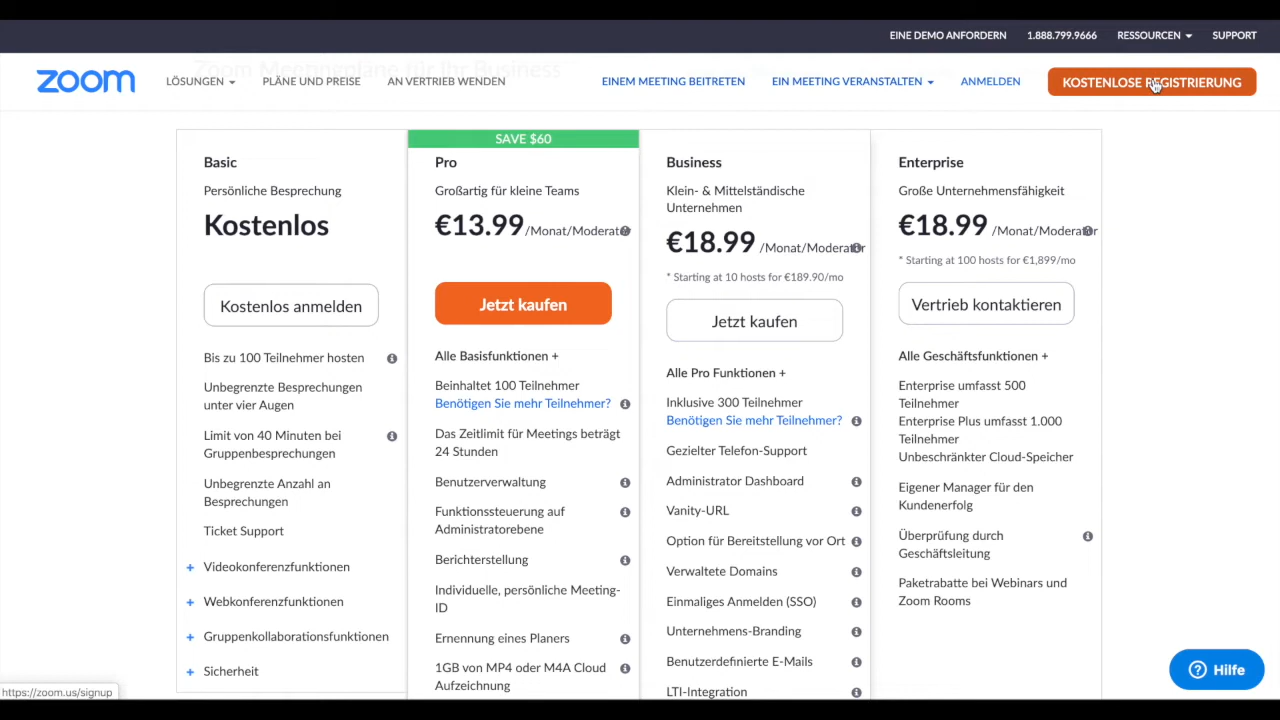 EINE DEMO ANFORDERN 1.888.799.9666 RESSOURCEN SUPPORT
zoom LÖSUNGEN PLÄNE UND PREISE AN VERTRIEB WENDEN EINEM MEETING BEITRETEN EIN MEETING VERANSTALTEN ANMELDEN KOSTENLOSE REGISTRIERUNG
Zoom Meetingpläne für Ihr Business
Basic
Persönliche Besprechung
Kostenlos
Kostenlos anmelden
Bis zu 100 Teilnehmer hosten
Unbegrenzte Besprechungen
unter vier Augen
Limit von 40 Minuten bei
Gruppenbesprechungen
Unbegrenzte Anzahl an
Besprechungen
Ticket Support
+ Videokonferenzfunktionen
+ Webkonferenzfunktionen
+ Gruppenkollaborationsfunktionen
+ Sicherheit
SAVE $60
Pro
Großartig für kleine Teams
€13.99 /Monat/Moderator
Jetzt kaufen
Alle Basisfunktionen +
Beinhaltet 100 Teilnehmer
Benötigen Sie mehr Teilnehmer?
Das Zeitlimit für Meetings beträgt
24 Stunden
Benutzerverwaltung
Funktionssteuerung auf
Administratorebene
Berichterstellung
Individuelle, persönliche Meeting-
ID
Ernennung eines Planers
1GB von MP4 oder M4A Cloud
Aufzeichnung
Business
Klein- & Mittelständische
Unternehmen
€18.99 /Monat/Moderator
* Starting at 10 hosts for €189.90/mo
Jetzt kaufen
Alle Pro Funktionen +
Inklusive 300 Teilnehmer
Benötigen Sie mehr Teilnehmer?
Gezielter Telefon-Support
Administrator Dashboard
Vanity-URL
Option für Bereitstellung vor Ort
Verwaltete Domains
Einmaliges Anmelden (SSO)
Unternehmens-Branding
Benutzerdefinierte E-Mails
LTI-Integration
Enterprise
Große Unternehmensfähigkeit
€18.99 /Monat/Moderator
* Starting at 100 hosts for €1,899/mo
Vertrieb kontaktieren
Alle Geschäftsfunktionen +
Enterprise umfasst 500
Teilnehmer
Enterprise Plus umfasst 1.000
Teilnehmer
Unbeschränkter Cloud-Speicher
Eigener Manager für den
Kundenerfolg
Überprüfung durch
Geschäftsleitung
Paketrabatte bei Webinars und
Zoom Rooms
Hilfe
https://zoom.us/signup